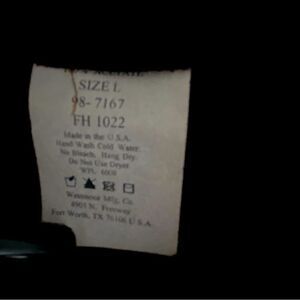 ACETATE
SIZE L
98-7167
FH 1022
Made in the U.S.A.
Hand Wash Cold Water.
No Bleach. Hang Dry.
Do Not Use Dryer
WPL 6608
Mfg. Co.
4901 N. Freeway
Fort Worth, TX 76106 U.S.A.